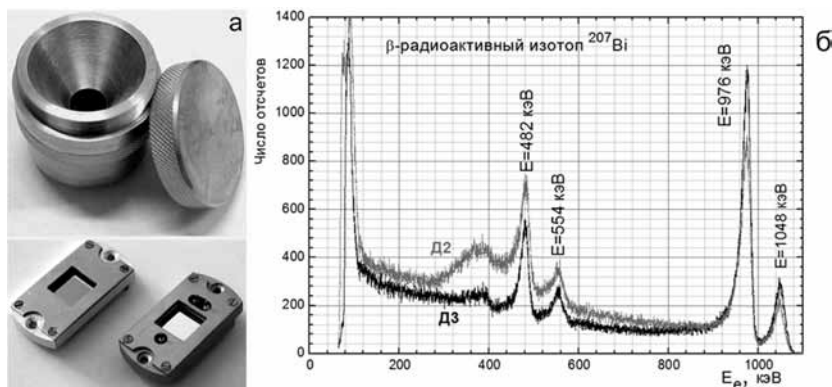 а
б
β-радиоактивный изотоп ²⁰⁷Bi
Число отсчетов
1400
1200
1000
800
600
400
200
0
E=482 кэВ
E=554 кэВ
E=976 кэВ
E=1048 кэВ
Д2
Д3
0 200 400 600 800 1000
Eₑ, кэВ